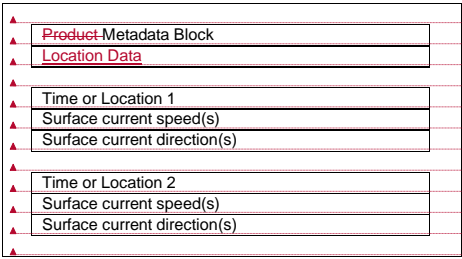 Product Metadata Block
Location Data
Time or Location 1
Surface current speed(s)
Surface current direction(s)
Time or Location 2
Surface current speed(s)
Surface current direction(s)